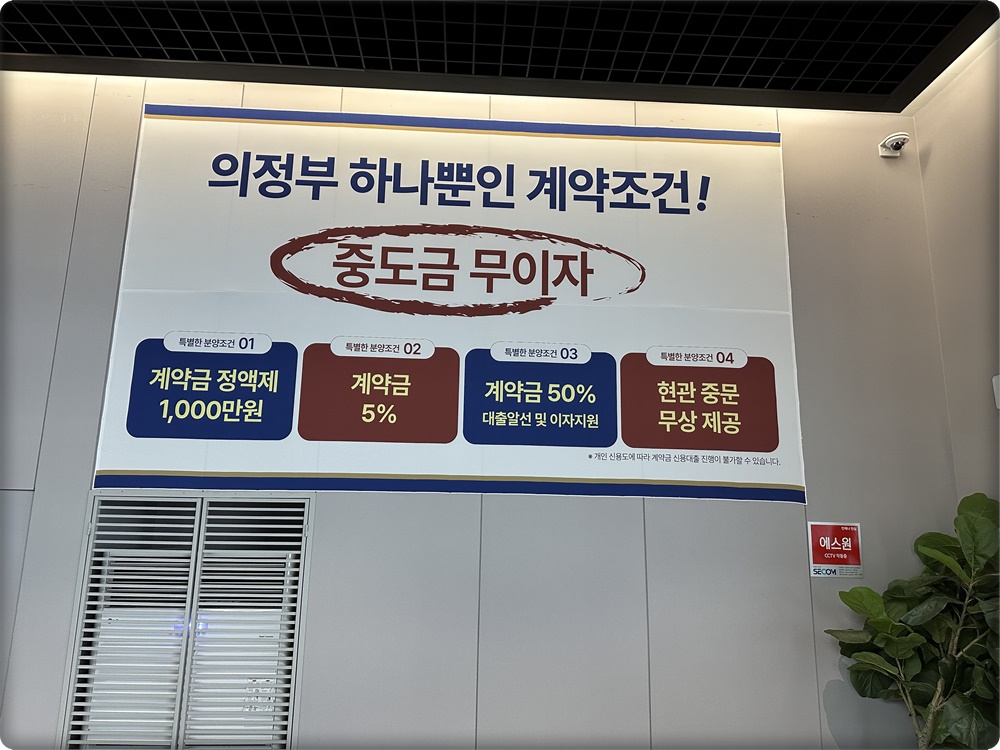 의정부 하나뿐인 계약조건!
중도금 무이자
특별한 분양조건 01
계약금 정액제
1,000만원
특별한 분양조건 02
계약금
5%
특별한 분양조건 03
계약금 50%
대출알선 및 이자지원
특별한 분양조건 04
현관 중문
무상 제공
* 개인 신용도에 따라 계약금 신용대출 진행이 불가할 수 있습니다.
에스원
CCTV 작동중
SECOM